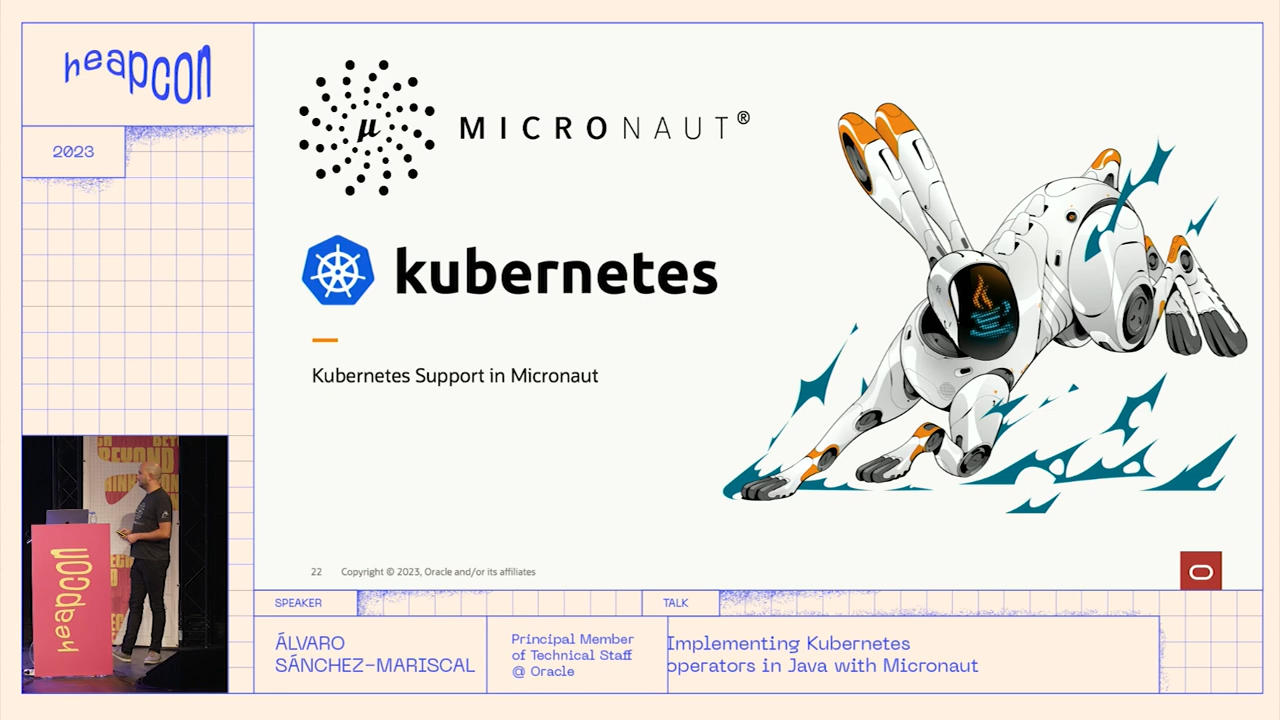 heapcon
2023
µ MICRONAUT®
kubernetes
Kubernetes Support in Micronaut
22 Copyright © 2023, Oracle and/or its affiliates
BEYOND
heapcon
SPEAKER
ÁLVARO
SÁNCHEZ-MARISCAL
Principal Member
of Technical Staff
@ Oracle
TALK
Implementing Kubernetes
operators in Java with Micronaut